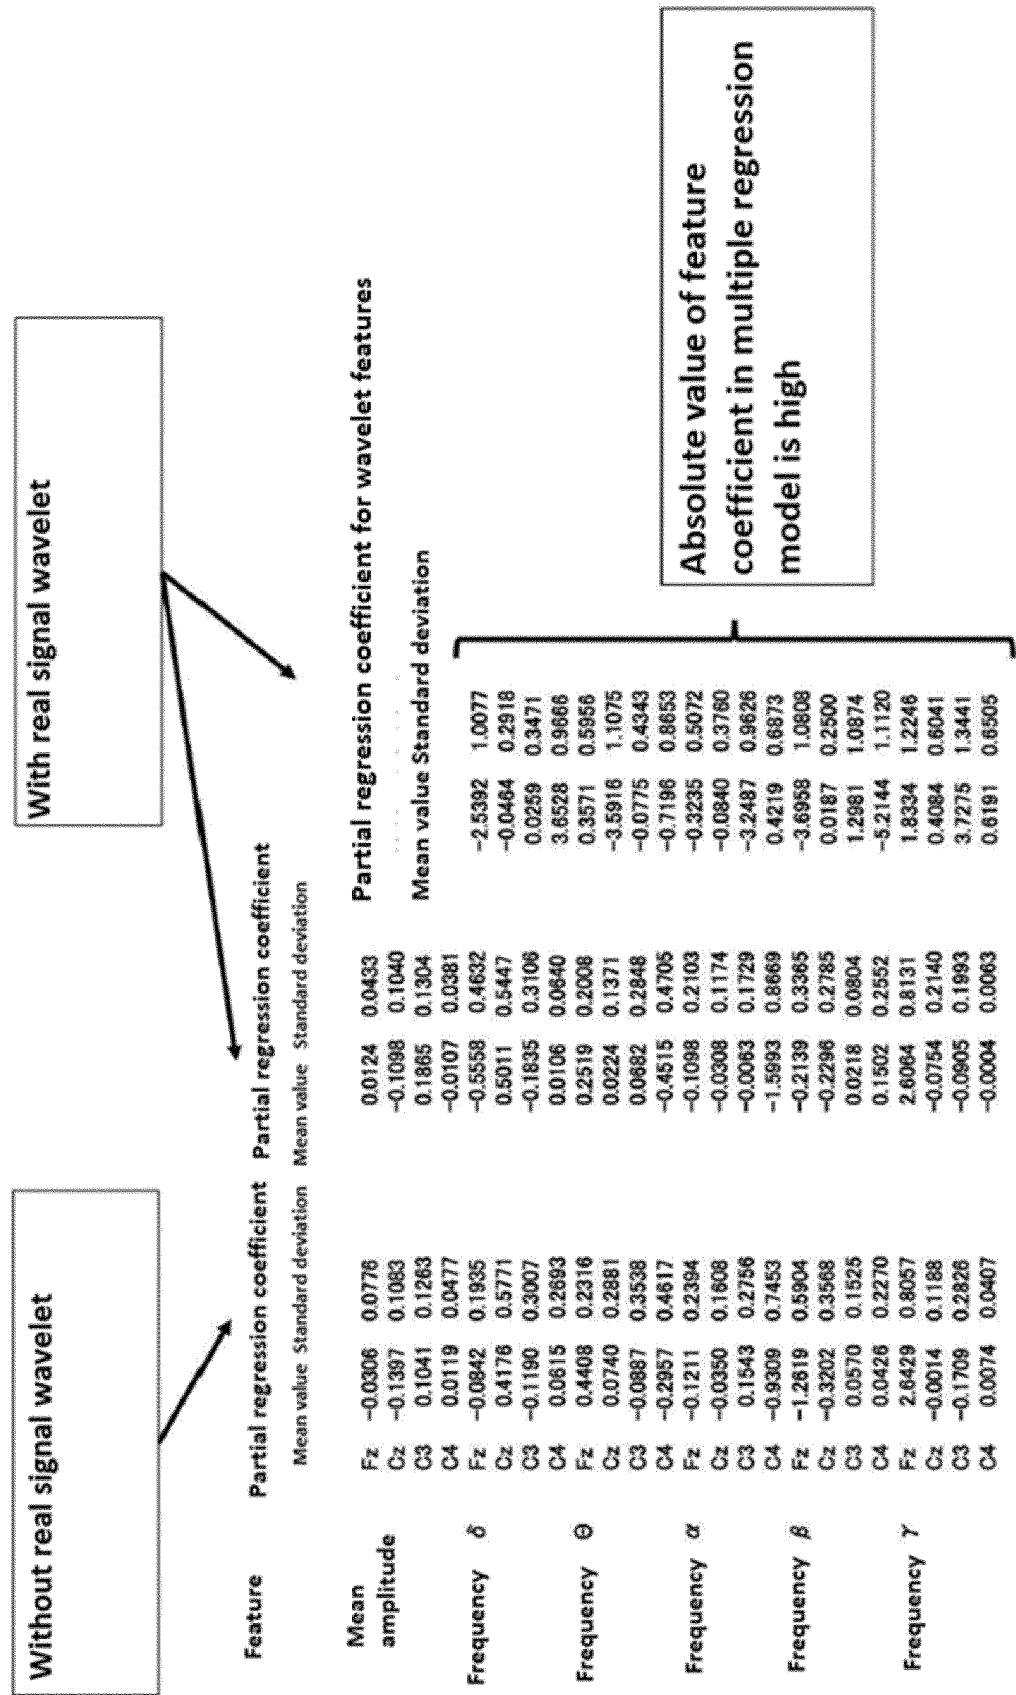 Without real signal wavelet
With real signal wavelet
Feature
Partial regression coefficient
Partial regression coefficient
Mean value Standard deviation
Mean value Standard deviation
Partial regression coefficient for wavelet features
Mean value Standard deviation
Mean
amplitude
Fz −0.0306 0.0776 0.0124 0.0433
Cz −0.1397 0.1083 −0.1098 0.1040
C3 0.1041 0.1263 0.1865 0.1304
C4 0.0119 0.0477 −0.0107 0.0381
Frequency δ Fz −0.0842 0.1935 −0.5558 0.4632 −2.5392 1.0077
Cz 0.4176 0.5771 0.5011 0.5447 −0.0464 0.2918
C3 −0.1190 0.3007 −0.1835 0.3106 0.0259 0.3471
C4 0.0615 0.2693 0.0106 0.0640 3.6528 0.9666
Frequency Θ Fz 0.4408 0.2316 0.2519 0.2008 0.3571 0.5956
Cz 0.0740 0.2881 0.0224 0.1371 −3.5916 1.1075
C3 −0.0887 0.3538 0.0682 0.2848 −0.0775 0.4343
C4 −0.2957 0.4617 −0.4515 0.4705 −0.7196 0.8653
Frequency α Fz −0.1211 0.2394 −0.1098 0.2103 −0.3235 0.5072
Cz −0.0350 0.1608 −0.0308 0.1174 −0.0840 0.3760
C3 0.1543 0.2756 −0.0063 0.1729 −3.2487 0.9626
C4 −0.9309 0.7453 −1.5993 0.8669 0.4219 0.6873
Frequency β Fz −1.2619 0.5904 −0.2139 0.3365 −3.6958 1.0808
Cz −0.3202 0.3568 −0.2296 0.2785 0.0187 0.2500
C3 0.0570 0.1525 0.0218 0.0804 1.2981 1.0874
C4 0.0426 0.2270 0.1502 0.2552 −5.2144 1.1120
Frequency γ Fz 2.6429 0.8057 2.6064 0.8131 1.8334 1.2246
Cz −0.0014 0.1188 −0.0754 0.2140 0.4084 0.6041
C3 −0.1709 0.2826 −0.0905 0.1993 3.7275 1.3441
C4 0.0074 0.0407 −0.0004 0.0063 0.6191 0.6505
Absolute value of feature
coefficient in multiple regression
model is high